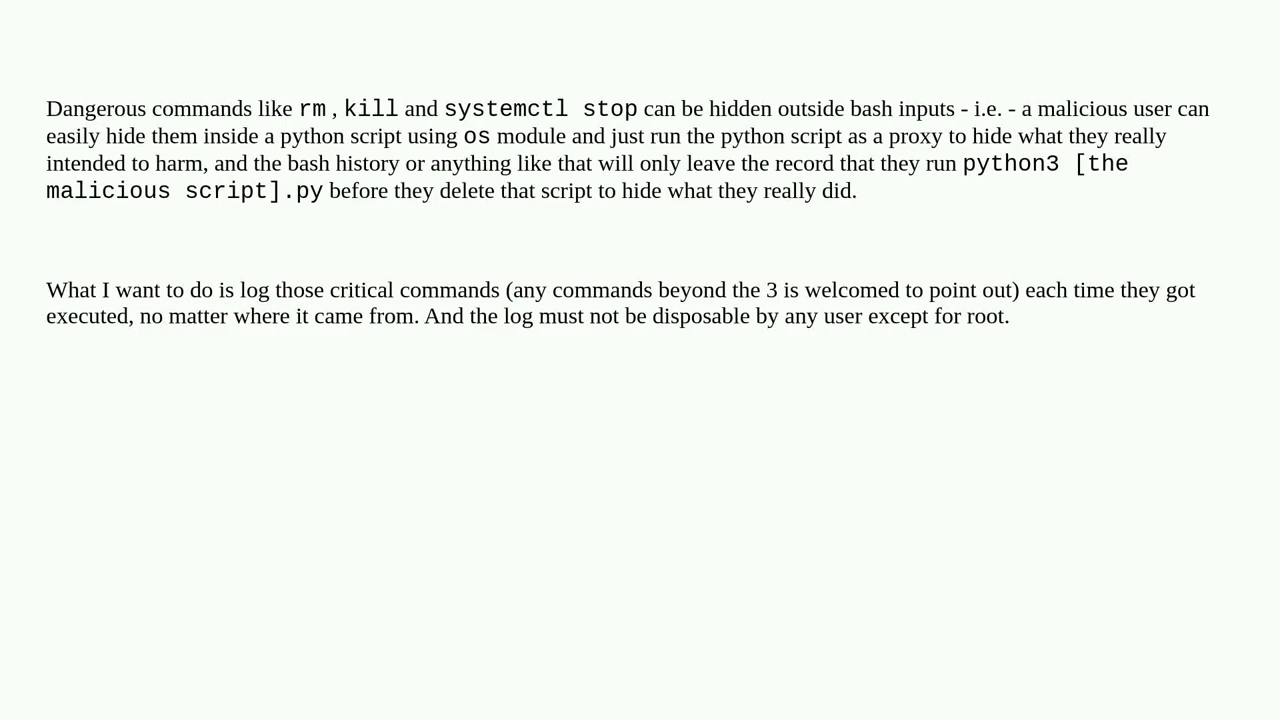 Dangerous commands like rm , kill and systemctl stop can be hidden outside bash inputs - i.e. - a malicious user can
easily hide them inside a python script using os module and just run the python script as a proxy to hide what they really
intended to harm, and the bash history or anything like that will only leave the record that they run python3 [the
malicious script].py before they delete that script to hide what they really did.
What I want to do is log those critical commands (any commands beyond the 3 is welcomed to point out) each time they got
executed, no matter where it came from. And the log must not be disposable by any user except for root.